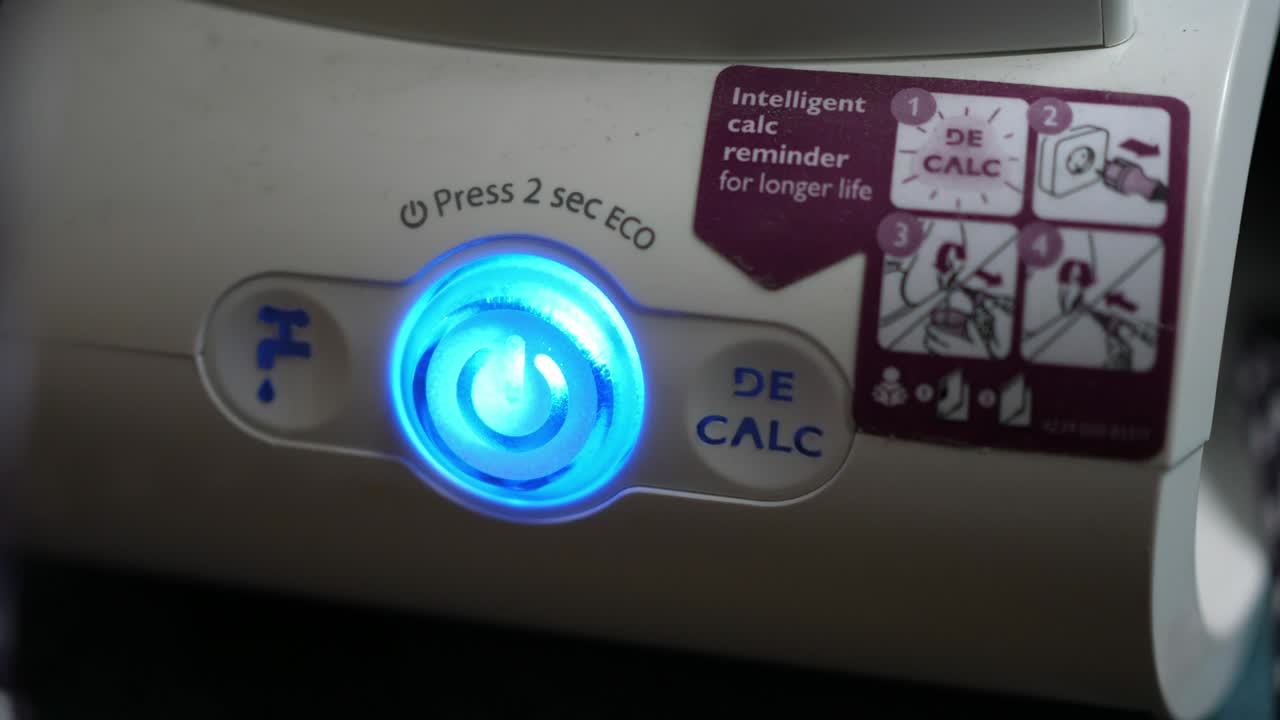 Press 2 sec ECO
DE
CALC
Intelligent
calc
reminder
for longer life
1
DE
CALC
2
3
4